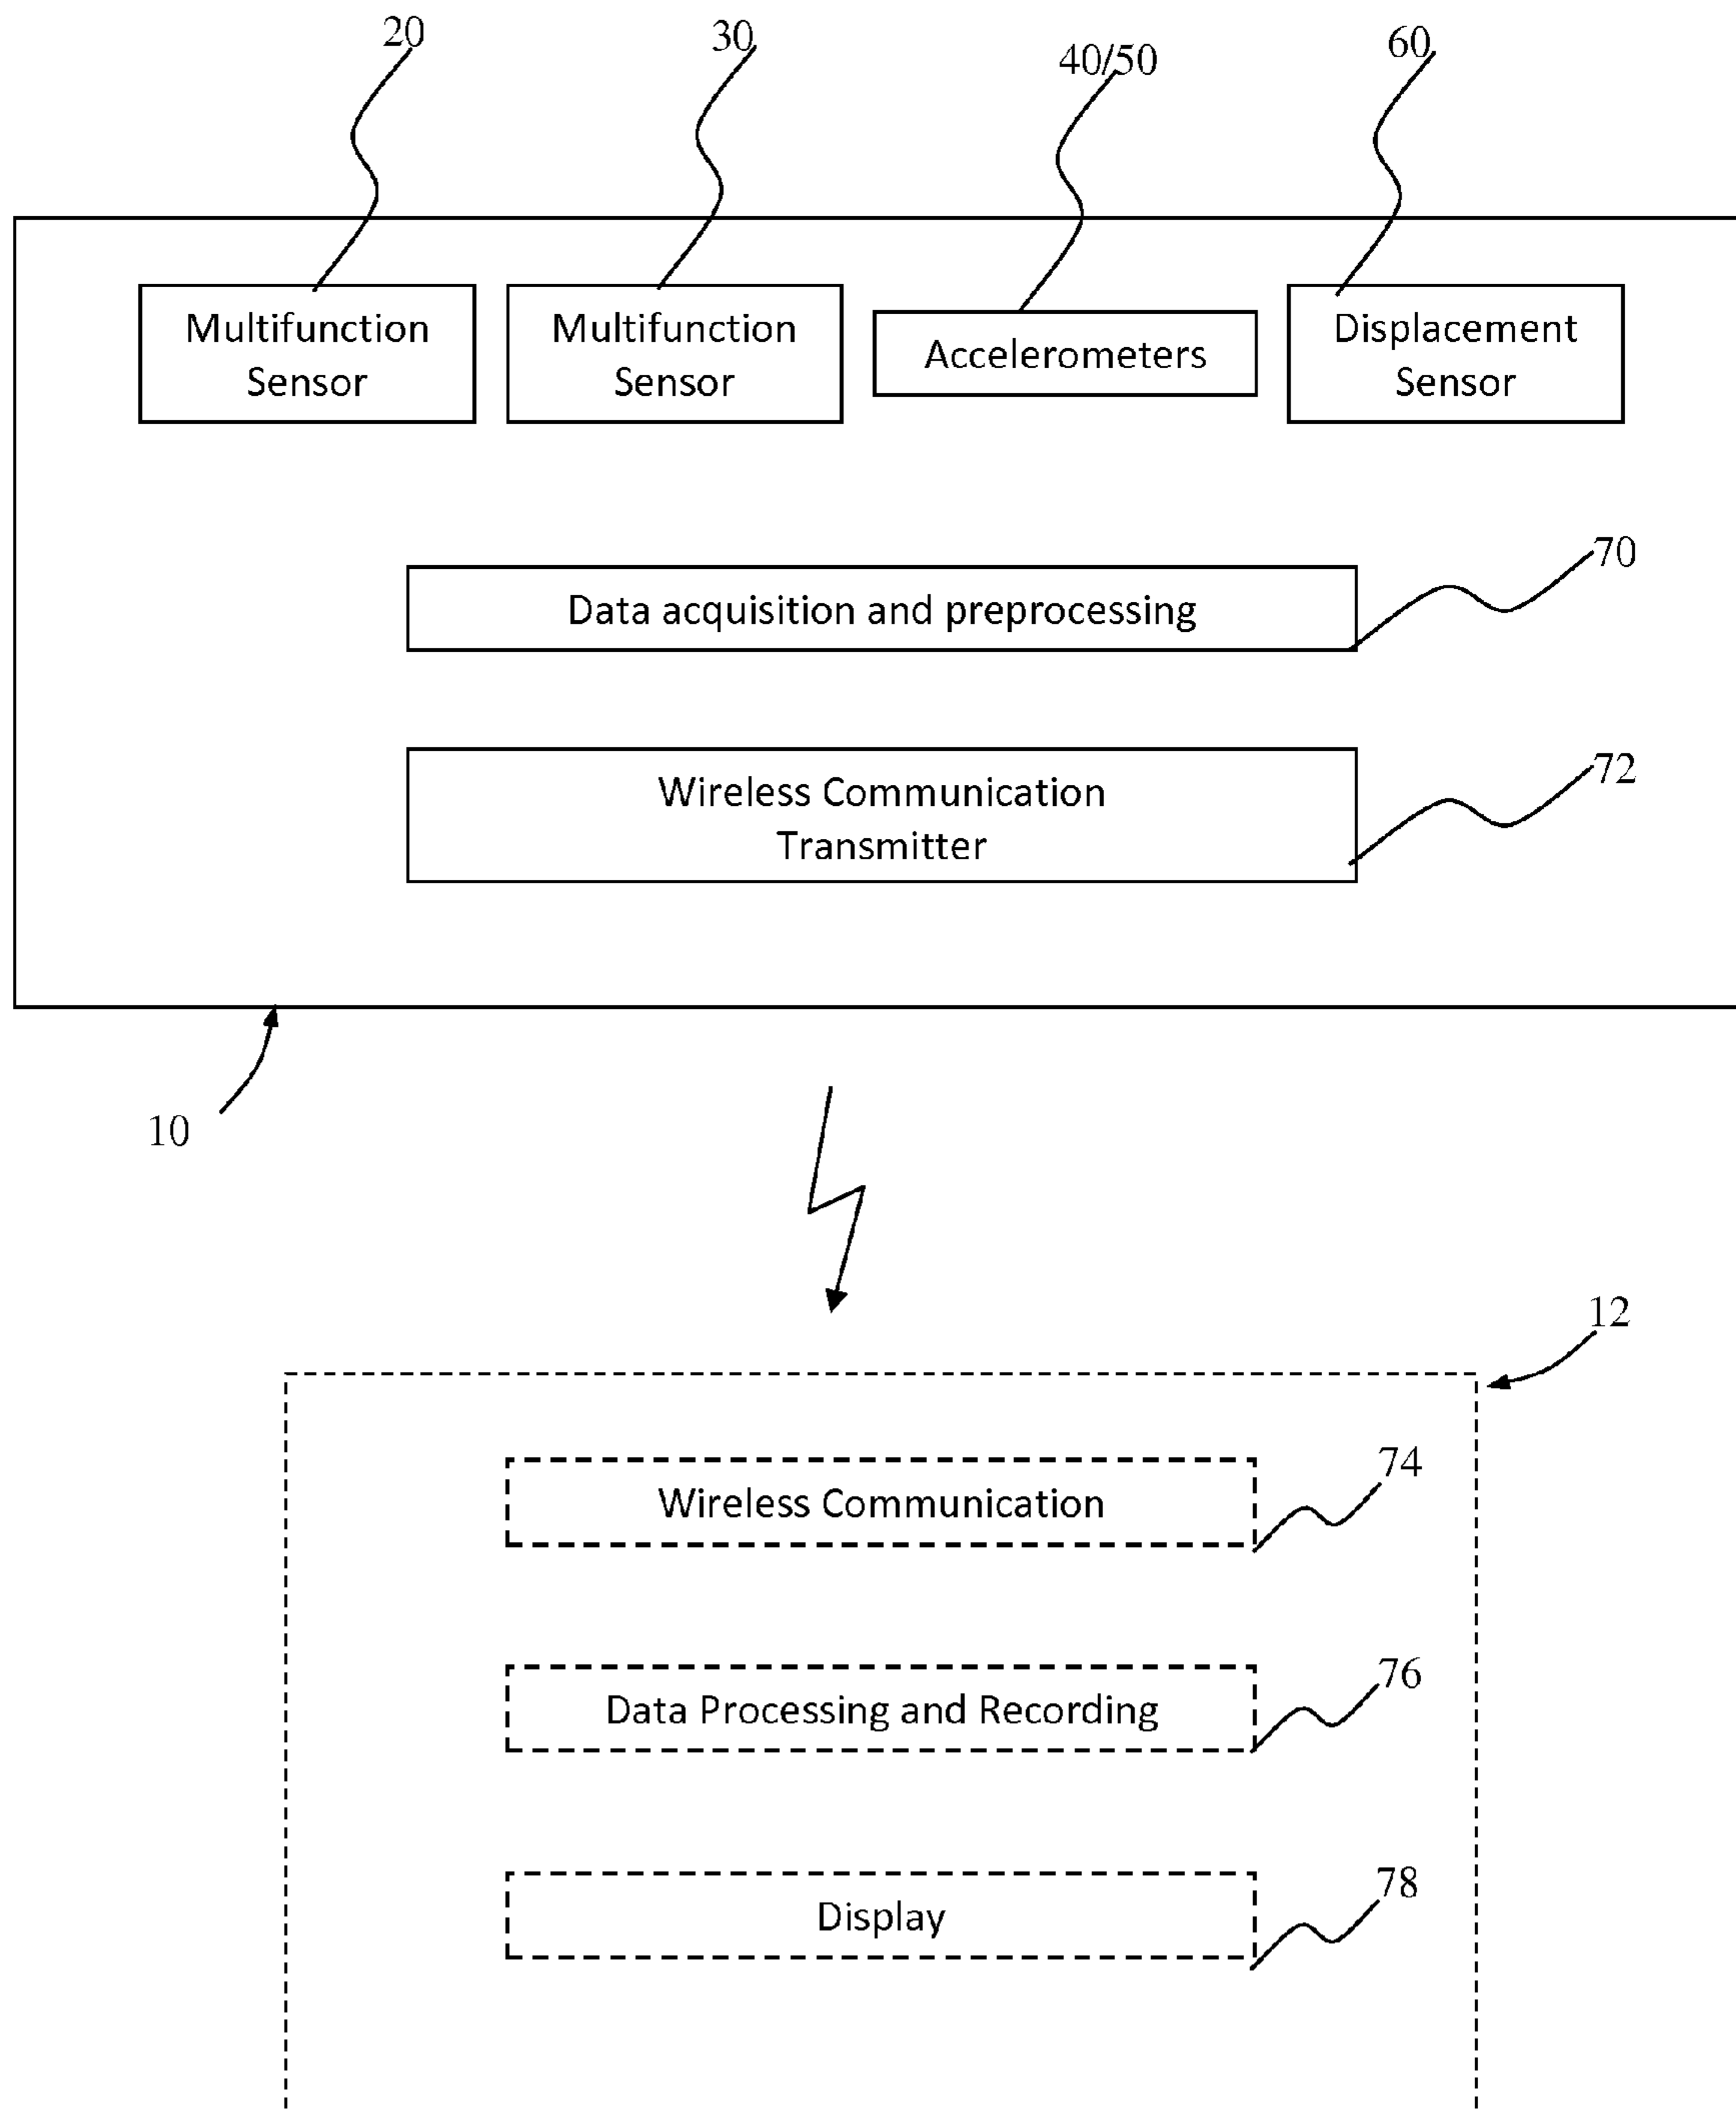 20
30
40/50
60
Multifunction
Sensor
Multifunction
Sensor
Accelerometers
Displacement
Sensor
70
Data acquisition and preprocessing
72
Wireless Communication
Transmitter
10
12
74
Wireless Communication
76
Data Processing and Recording
78
Display